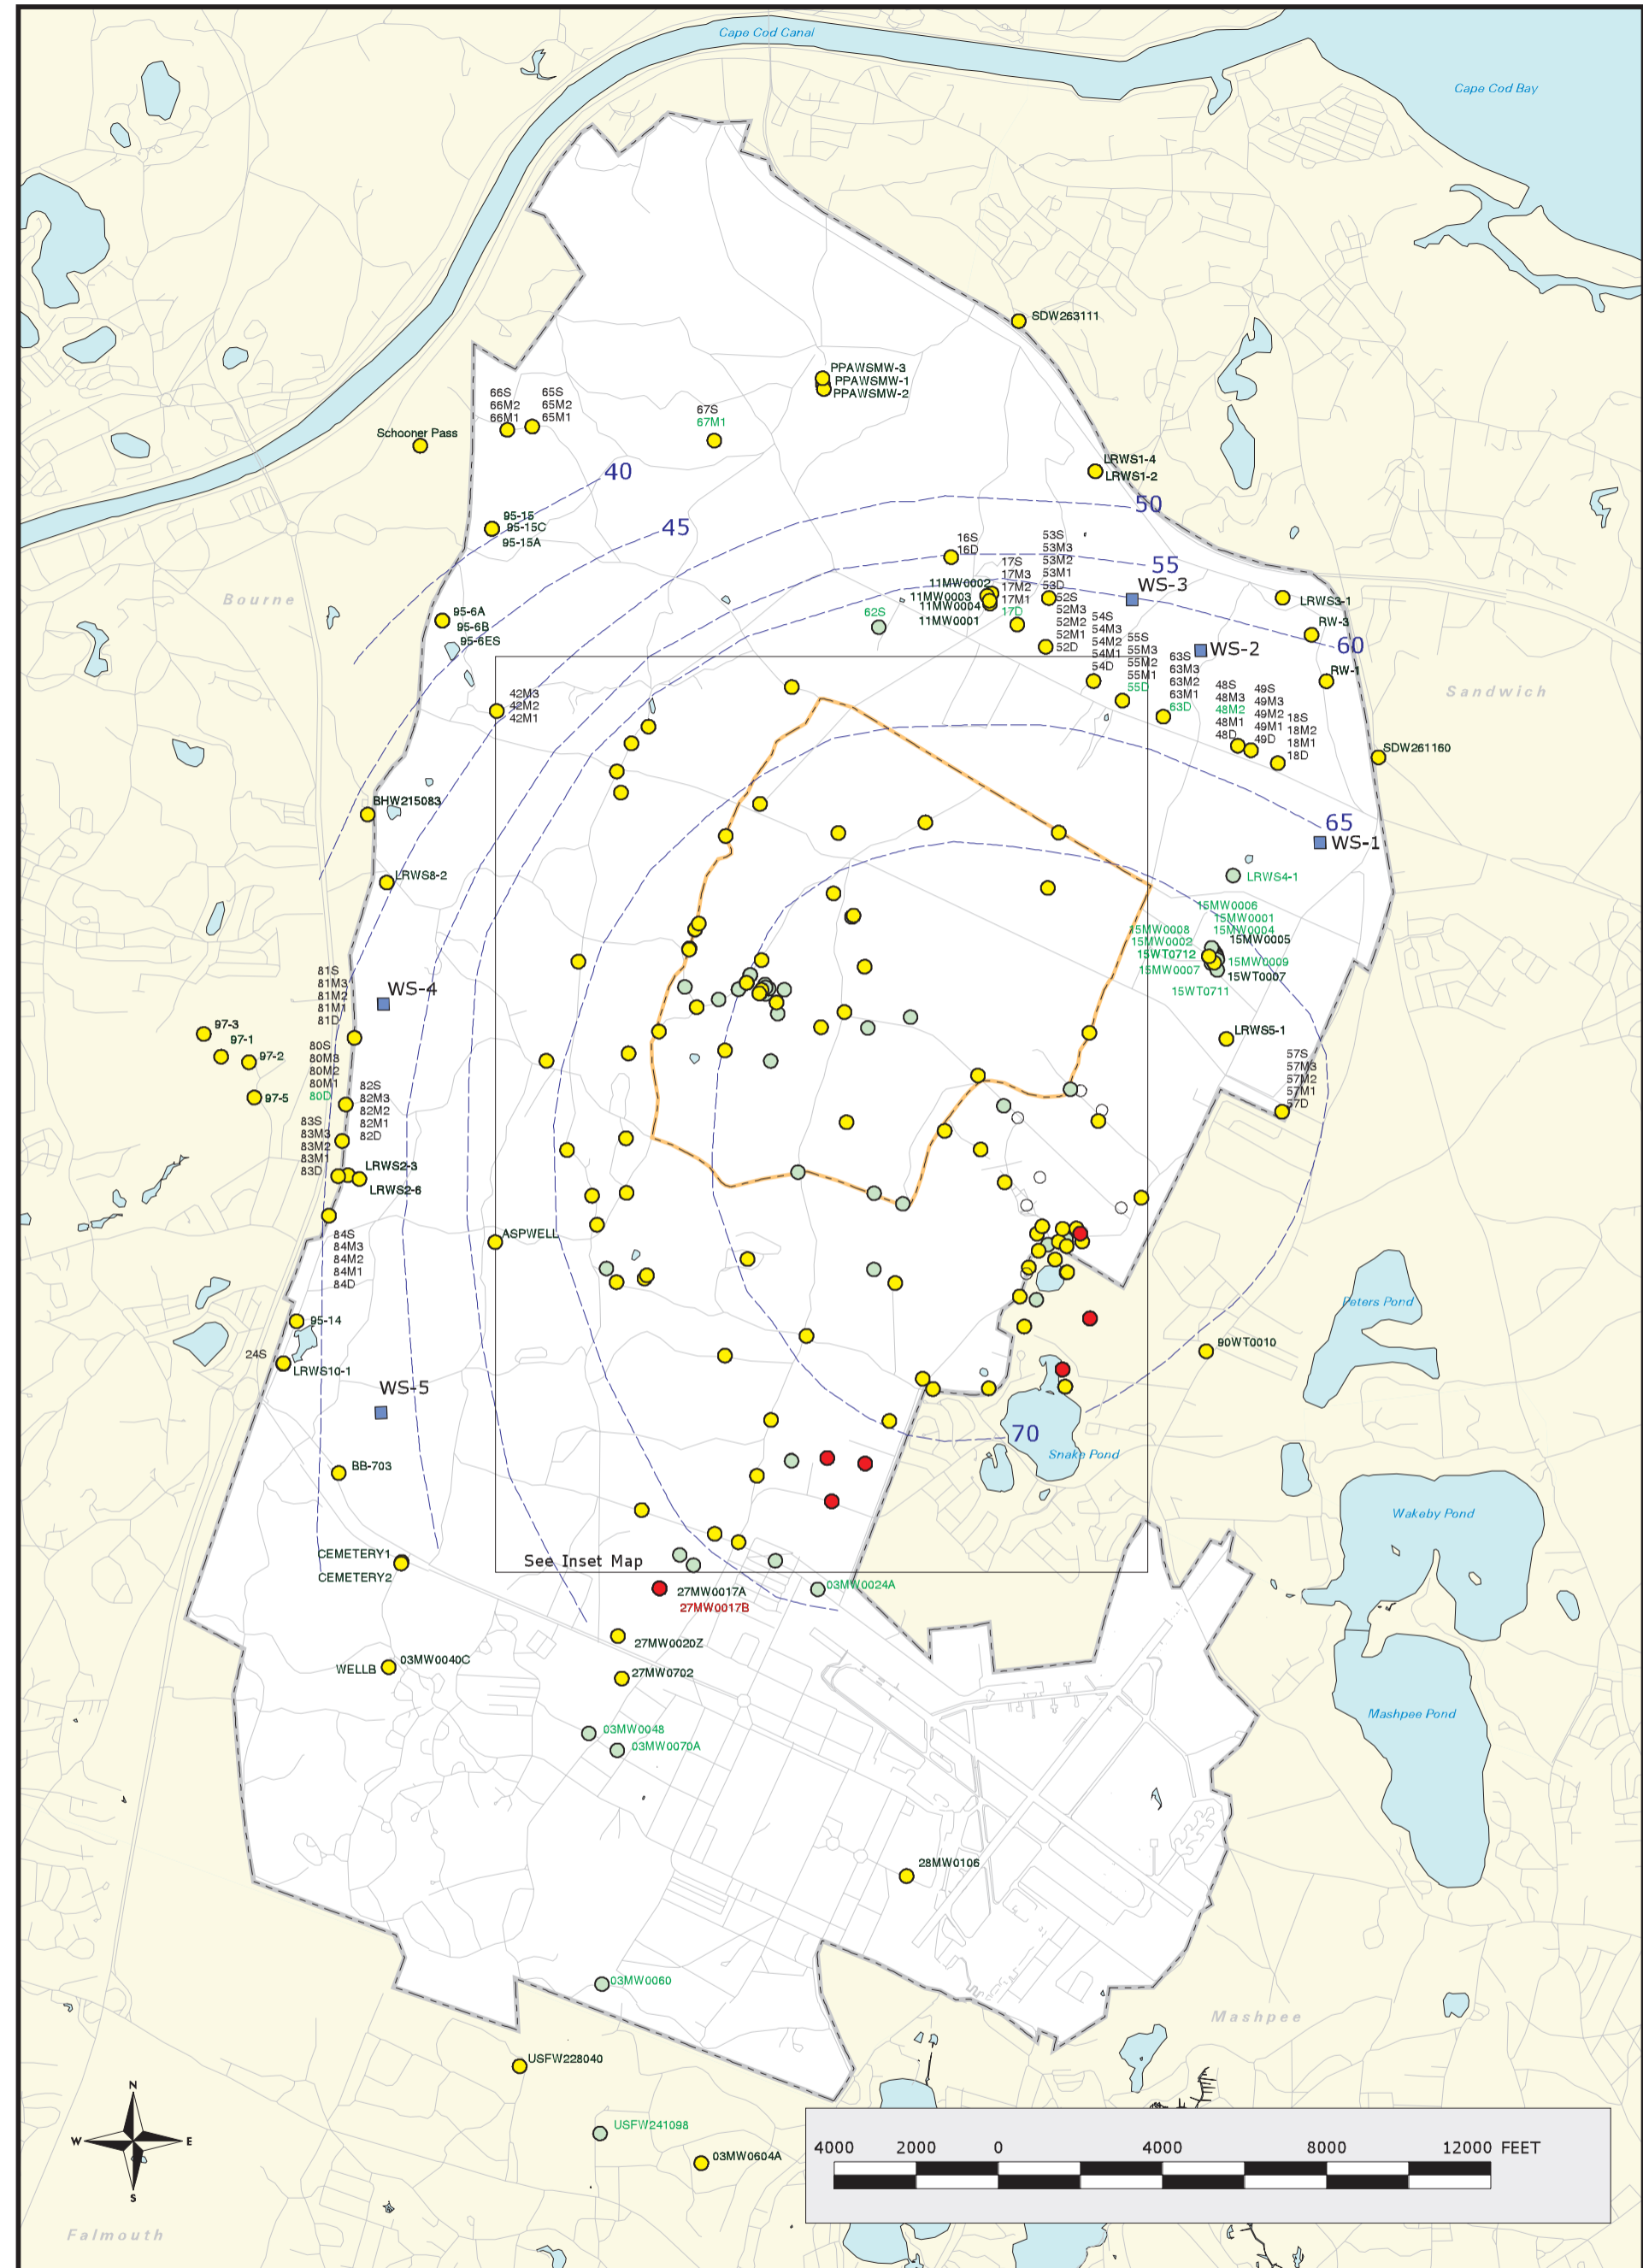 Cape Cod Canal
Cape Cod Bay
SDW263111
PPAWSMW-3
PPAWSMW-1
PPAWSMW-2
66S
66M2
66M1
65S
65M2
65M1
67S
67M1
Schooner Pass
LRWS1-4
LRWS1-2
40
45
50
55
95-15
95-15C
95-15A
16S
16D
53S
53M3
53M2
53M1
53D
17S
17M3
17M2
17M1
17D
WS-3
11MW0002
11MW0003
11MW0004
11MW0001
Bourne
LRWS3-1
RW-3
60
62S
52S
52M3
52M2
52M1
52D
95-6A
95-6B
95-6ES
54S
54M3
54M2
54M1
54D
55S
55M3
55M2
55M1
55D
WS-2
63S
63M3
63M2
63M1
63D
RW-1
Sandwich
48S
48M3
48M2
48M1
48D
49S
49M3
49M2
49M1
49D
18S
18M2
18M1
18D
42M3
42M2
42M1
SDW261160
BHW215083
65
WS-1
LRWS8-2
LRWS4-1
15MW0006
15MW0001
15MW0004
15MW0008
15MW0002
15MW0005
15WT0712
15MW0009
15MW0007
15WT0007
15WT0711
81S
81M3
81M2
81M1
81D
WS-4
97-3
97-1
97-2
97-5
LRWS5-1
80S
80M3
80M2
80M1
80D
57S
57M3
57M2
57M1
57D
82S
82M3
82M2
82M1
82D
83S
83M3
83M2
83M1
83D
LRWS2-3
LRWS2-6
84S
84M3
84M2
84M1
84D
ASPWELL
Peters Pond
95-14
24S
LRWS10-1
90WT0010
WS-5
70
Snake Pond
BB-703
Wakeby Pond
CEMETERY1
CEMETERY2
See Inset Map
27MW0017A
27MW0017B
03MW0024A
27MW0020Z
WELLB
03MW0040C
27MW0702
Mashpee Pond
03MW0048
03MW0070A
28MW0106
03MW0060
Mashpee
USFW228040
USFW241098
03MW0604A
N
W
E
S
4000
2000
0
4000
8000
12000 FEET
Falmouth